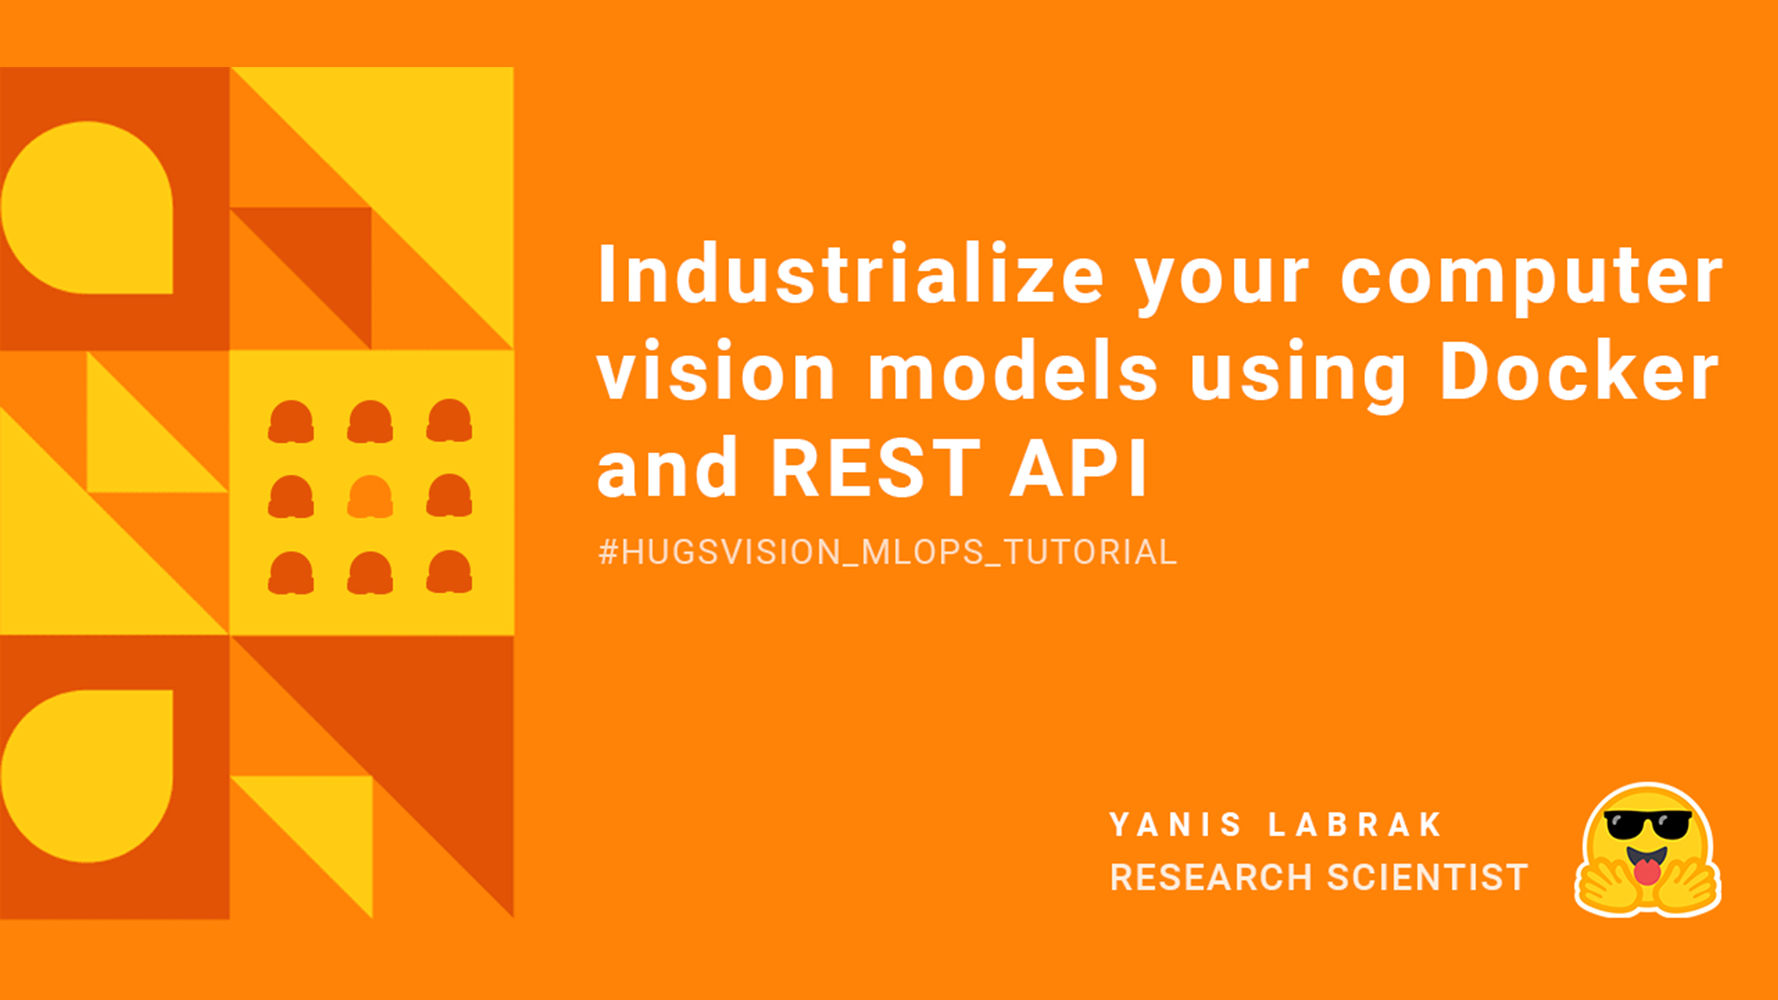 Industrialize your computer
vision models using Docker
and REST API
#HUGSVISION_MLOPS_TUTORIAL
YANIS LABRAK
RESEARCH SCIENTIST